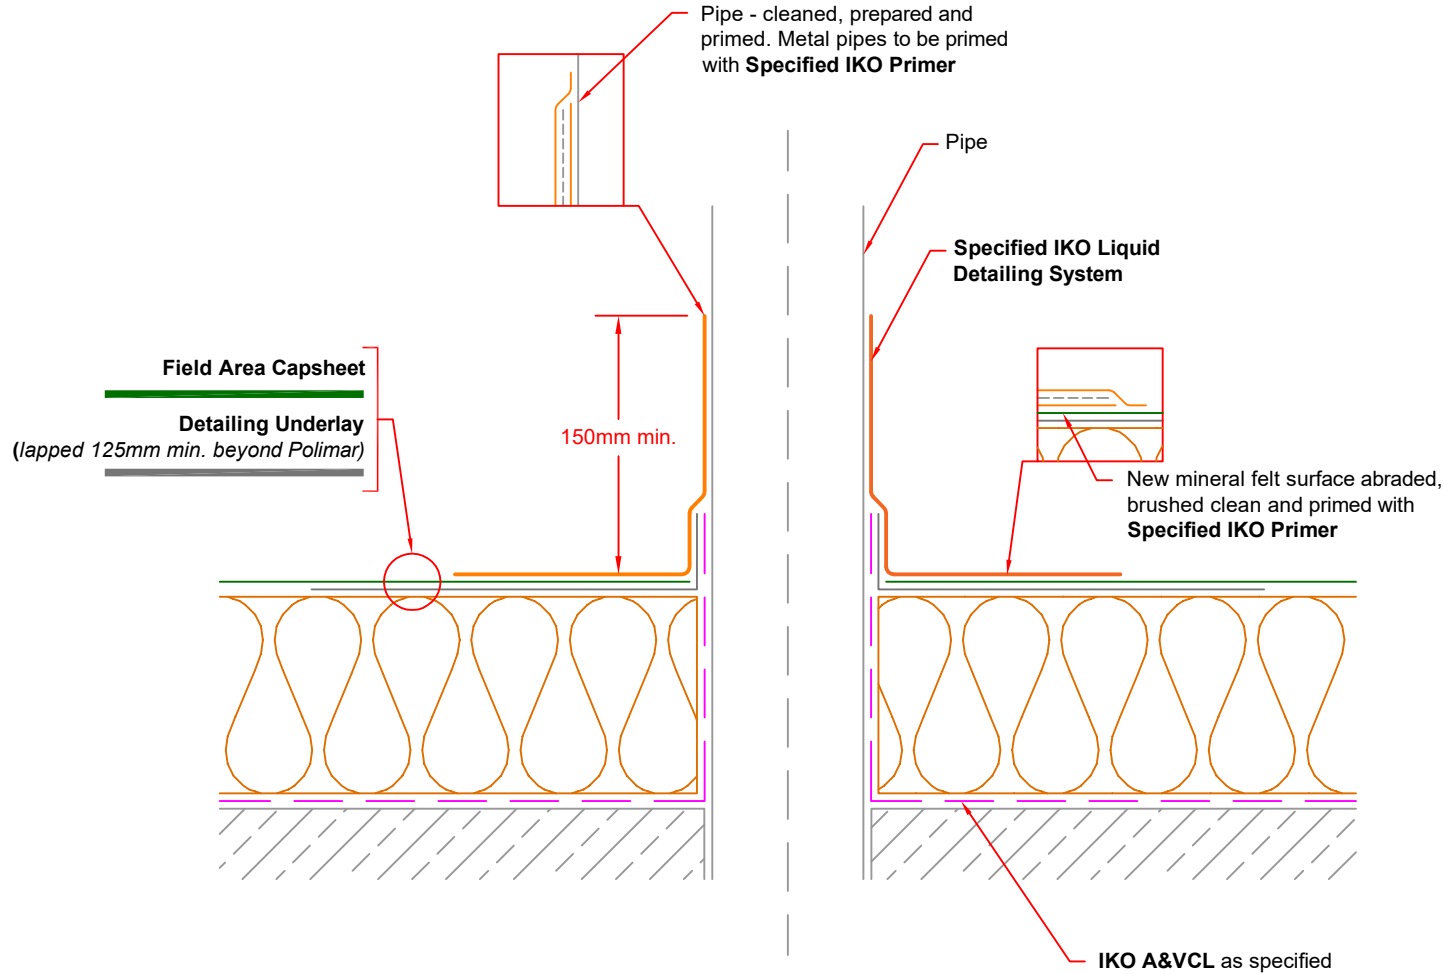 Pipe - cleaned, prepared and
primed. Metal pipes to be primed
with Specified IKO Primer
Pipe
Specified IKO Liquid
Detailing System
Field Area Capsheet
Detailing Underlay
(lapped 125mm min. beyond Polimar)
150mm min.
New mineral felt surface abraded,
brushed clean and primed with
Specified IKO Primer
IKO A&VCL as specified